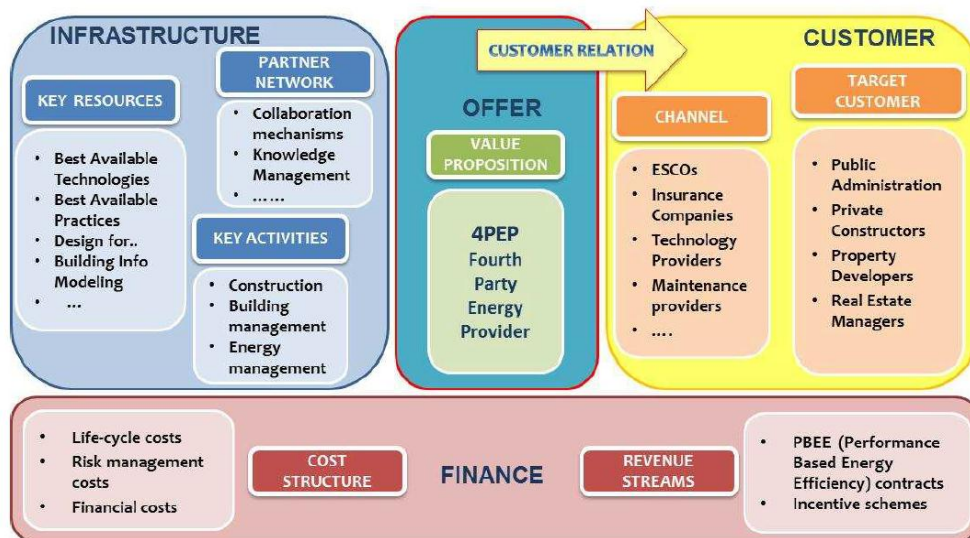 INFRASTRUCTURE
PARTNER
NETWORK
• Collaboration
mechanisms
• Knowledge
Management
• ......
KEY RESOURCES
• Best Available
Technologies
• Best Available
Practices
• Design for..
• Building Info
Modeling
• ...
KEY ACTIVITIES
• Construction
• Building
management
• Energy
management
OFFER
VALUE
PROPOSITION
4PEP
Fourth
Party
Energy
Provider
CUSTOMER RELATION
CUSTOMER
CHANNEL
• ESCOs
• Insurance
Companies
• Technology
Providers
• Maintenance
providers
• ....
TARGET
CUSTOMER
• Public
Administration
• Private
Constructors
• Property
Developers
• Real Estate
Managers
• Life-cycle costs
• Risk management
costs
• Financial costs
COST
STRUCTURE
FINANCE
REVENUE
STREAMS
• PBEE (Performance
Based Energy
Efficiency) contracts
• Incentive schemes